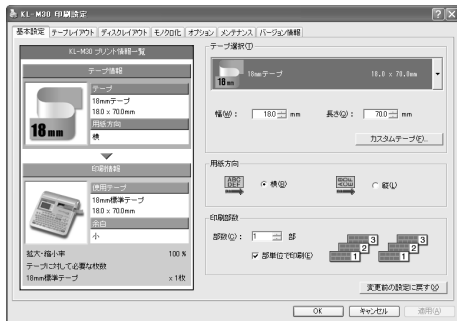 KL-M30 印刷設定
基本設定 テープレイアウト ディスクレイアウト モノクロ化 オプション メンテナンス バージョン情報
KL-M30 プリント情報一覧
テープ情報
テープ
18mmテープ
18.0 x 70.0mm
用紙方向
横
18mm
印刷情報
使用テープ
18mm標準テープ
18.0 x 70.0mm
余白
小
拡大・縮小率 100 %
テープに対して必要な枚数
18mm標準テープ x 1枚
テープ選択(T)
18mmテープ 18.0 x 70.0mm
幅(W): 18.0 mm 長さ(Q): 70.0 mm
カスタムテープ(F)...
用紙方向
ABC
DEF
横(B)
縦(L)
印刷部数
部数(C): 1 部
部単位で印刷(E)
1 2 3
1 2 3
変更前の設定に戻す(X)
OK キャンセル 適用(A)